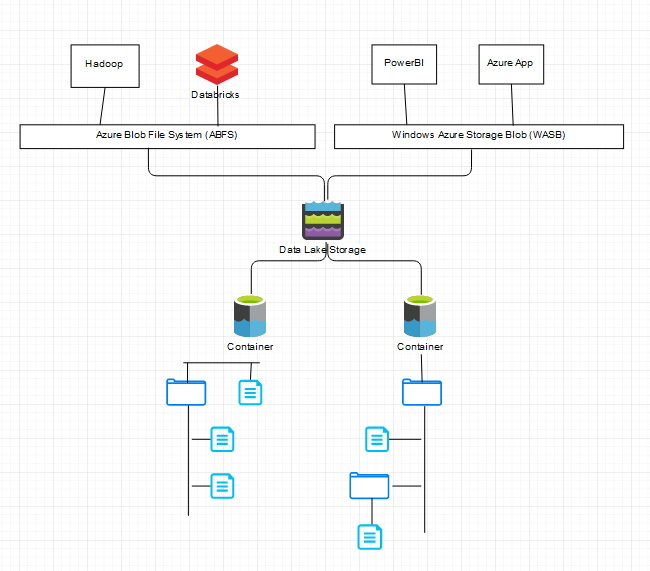 Hadoop
Databricks
PowerBI
Azure App
Azure Blob File System (ABFS)
Windows Azure Storage Blob (WASB)
Data Lake Storage
Container
Container